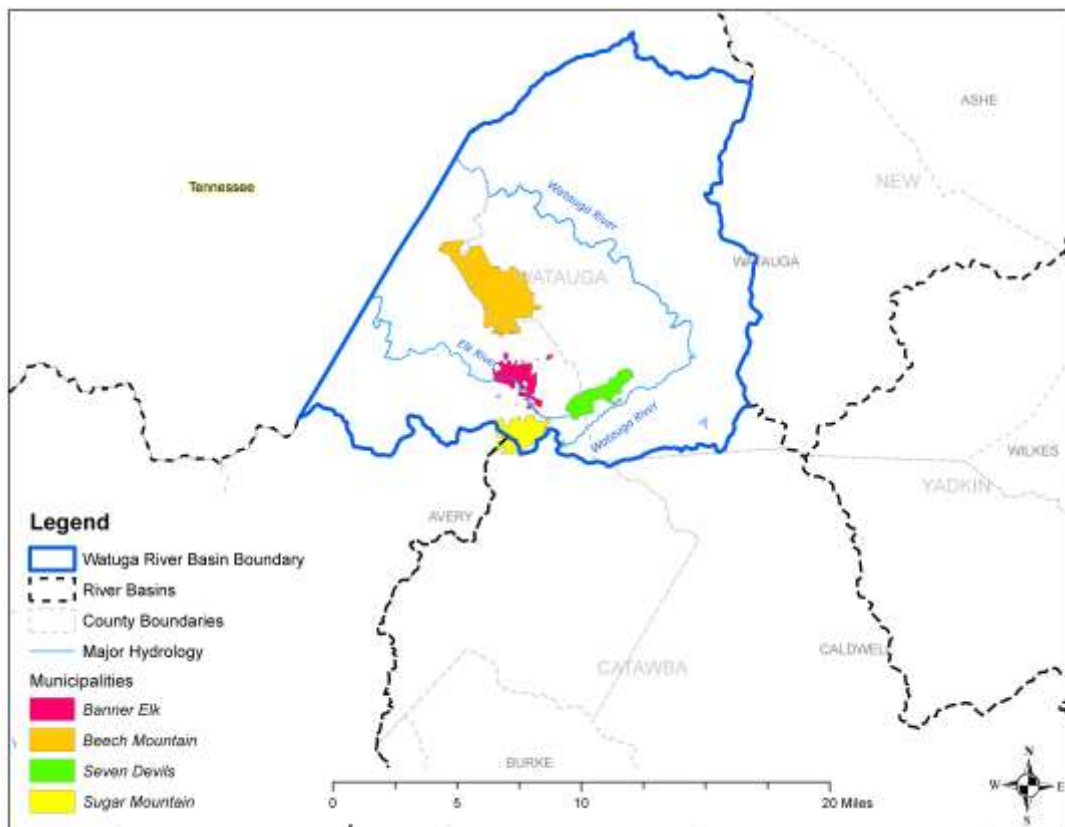 ASHE
Tennessee
NEW
Watauga River
WATAUGA
WATAUGA
Elk River
Watauga River
WILKES
YADKIN
AVERY
Legend
Watuga River Basin Boundary
River Basins
County Boundaries
Major Hydrology
Municipalities
Banner Elk
Beech Mountain
Seven Devils
Sugar Mountain
CALDWELL
CATAWBA
BURKE
N
W E
S
0 5 10 20 Miles